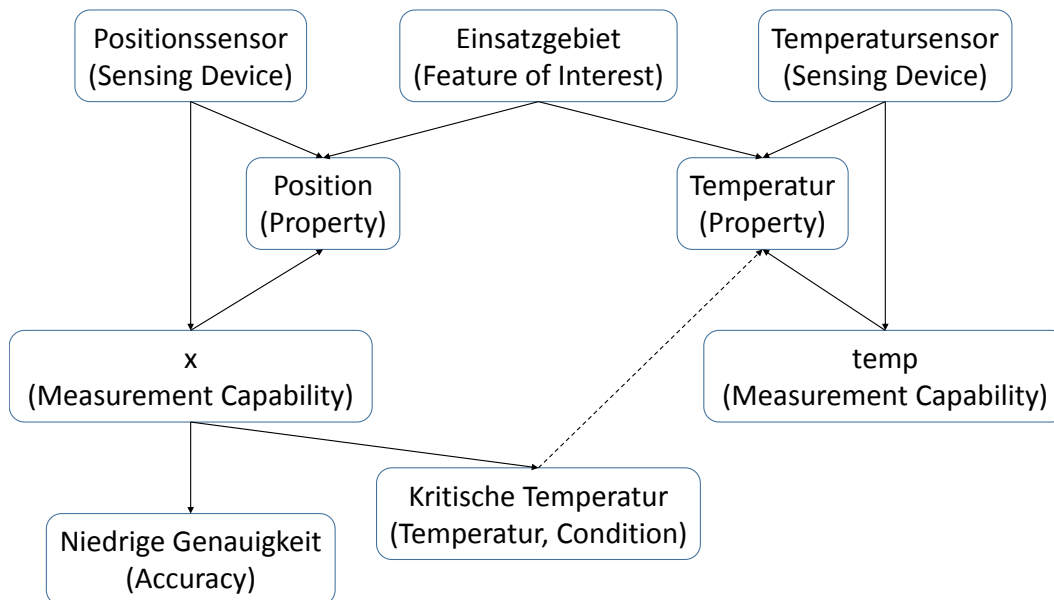 Positionssensor
(Sensing Device)
Einsatzgebiet
(Feature of Interest)
Temperatursensor
(Sensing Device)
Position
(Property)
Temperatur
(Property)
x
(Measurement Capability)
temp
(Measurement Capability)
Kritische Temperatur
(Temperatur, Condition)
Niedrige Genauigkeit
(Accuracy)